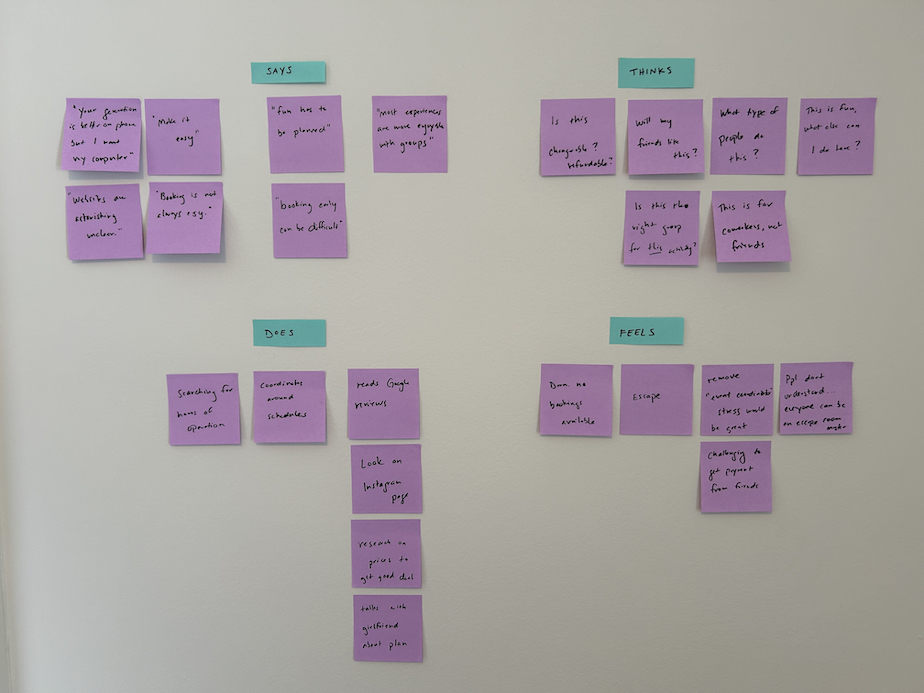 SAYS
"Your generation
is better on phone
but I need
my computer"
"Make it
easy"
"fun has to
be planned"
"most experiences
are more enjoyable
with groups"
"Websites are
astonishing
unclear."
"Booking is not
always easy."
"booking only
can be difficult"
THINKS
Is this
changeable?
refundable?
Will my
friends like
this?
What type of
people do
this?
This is fun,
what else can
I do here?
Is this the
right group
for this activity?
This is for
coworkers, not
friends
DOES
Searching for
hours of
operation
coordinates
around
schedules
reads Google
reviews
Look on
Instagram
page
research on
prices to
get good deal
talks with
girlfriend
about plan
FEELS
Damn. no
bookings
available
Escape
remove
"event coordinator"
stress would
be great
Ppl don't
understand...
everyone can be
an escape room
challenging to
get payment
from friends